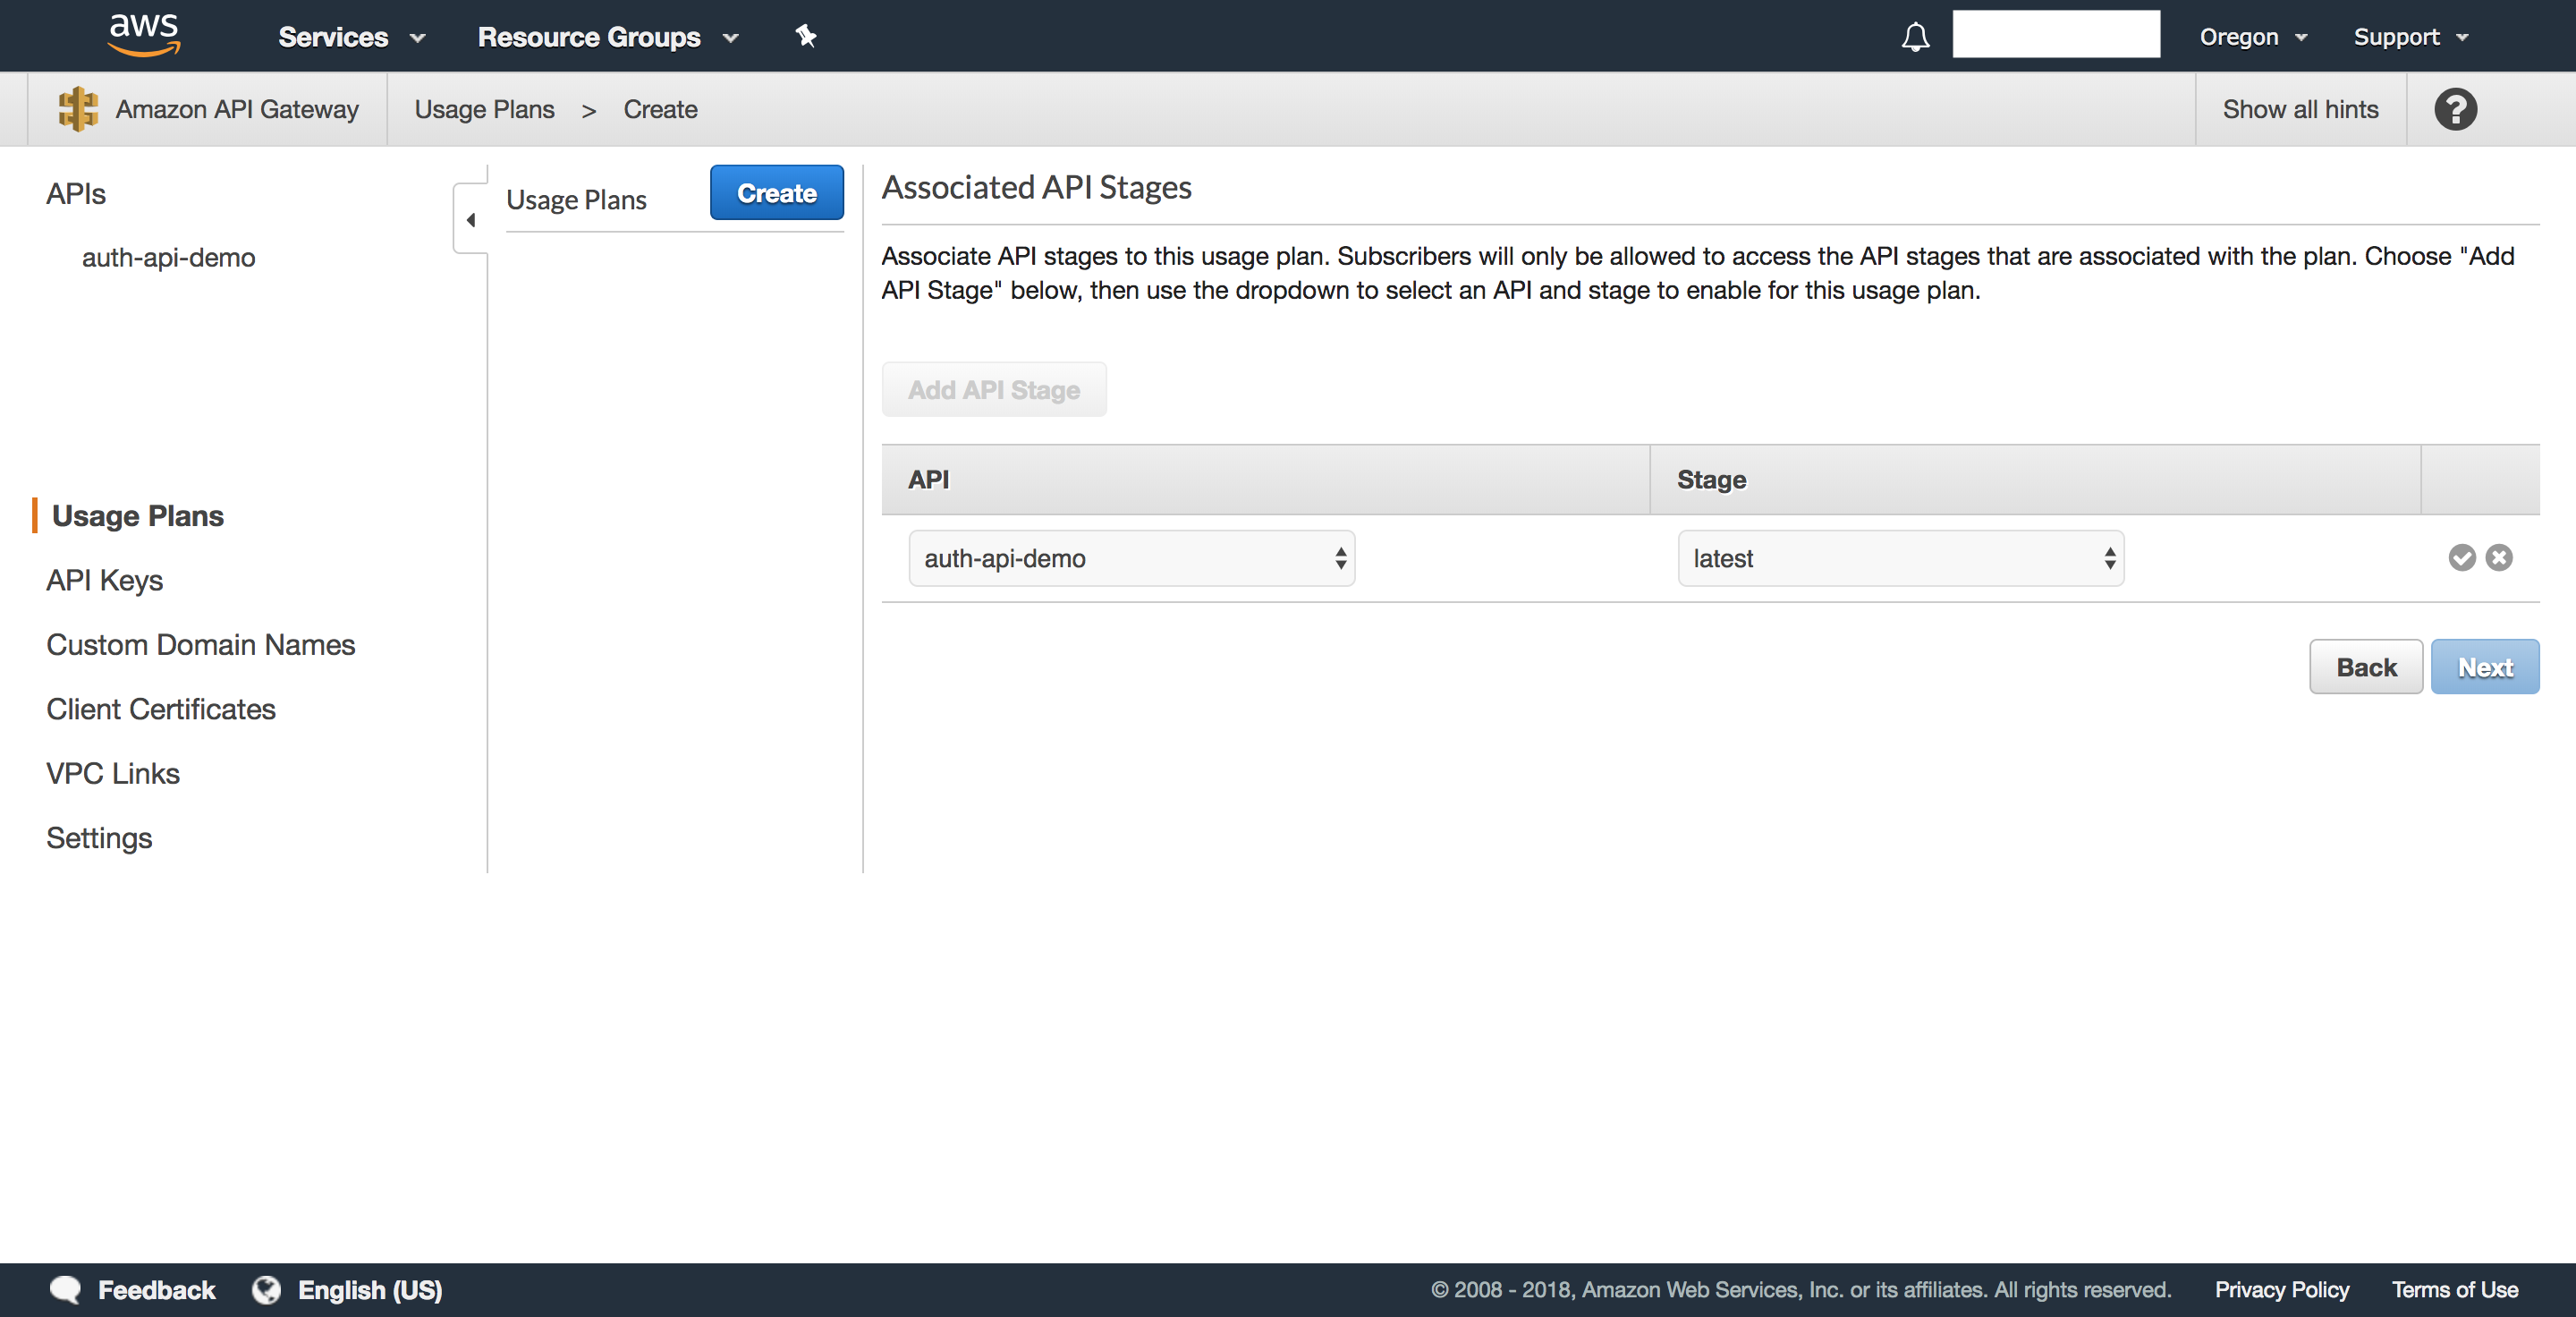 aws
Services
Resource Groups
Oregon
Support
Amazon API Gateway
Usage Plans > Create
Show all hints
?
APIs
auth-api-demo
Usage Plans
API Keys
Custom Domain Names
Client Certificates
VPC Links
Settings
Usage Plans
Create
Associated API Stages
Associate API stages to this usage plan. Subscribers will only be allowed to access the API stages that are associated with the plan. Choose "Add
API Stage" below, then use the dropdown to select an API and stage to enable for this usage plan.
Add API Stage
API
Stage
auth-api-demo
latest
Back
Next
Feedback
English (US)
© 2008 - 2018, Amazon Web Services, Inc. or its affiliates. All rights reserved.
Privacy Policy
Terms of Use